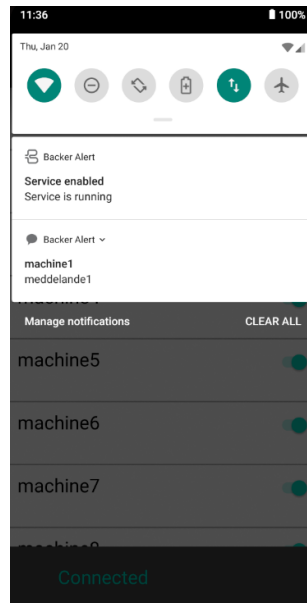 11:36
100%
Thu, Jan 20
Backer Alert
Service enabled
Service is running
Backer Alert
machine1
meddelande1
Manage notifications
CLEAR ALL
machine5
machine6
machine7
Connected